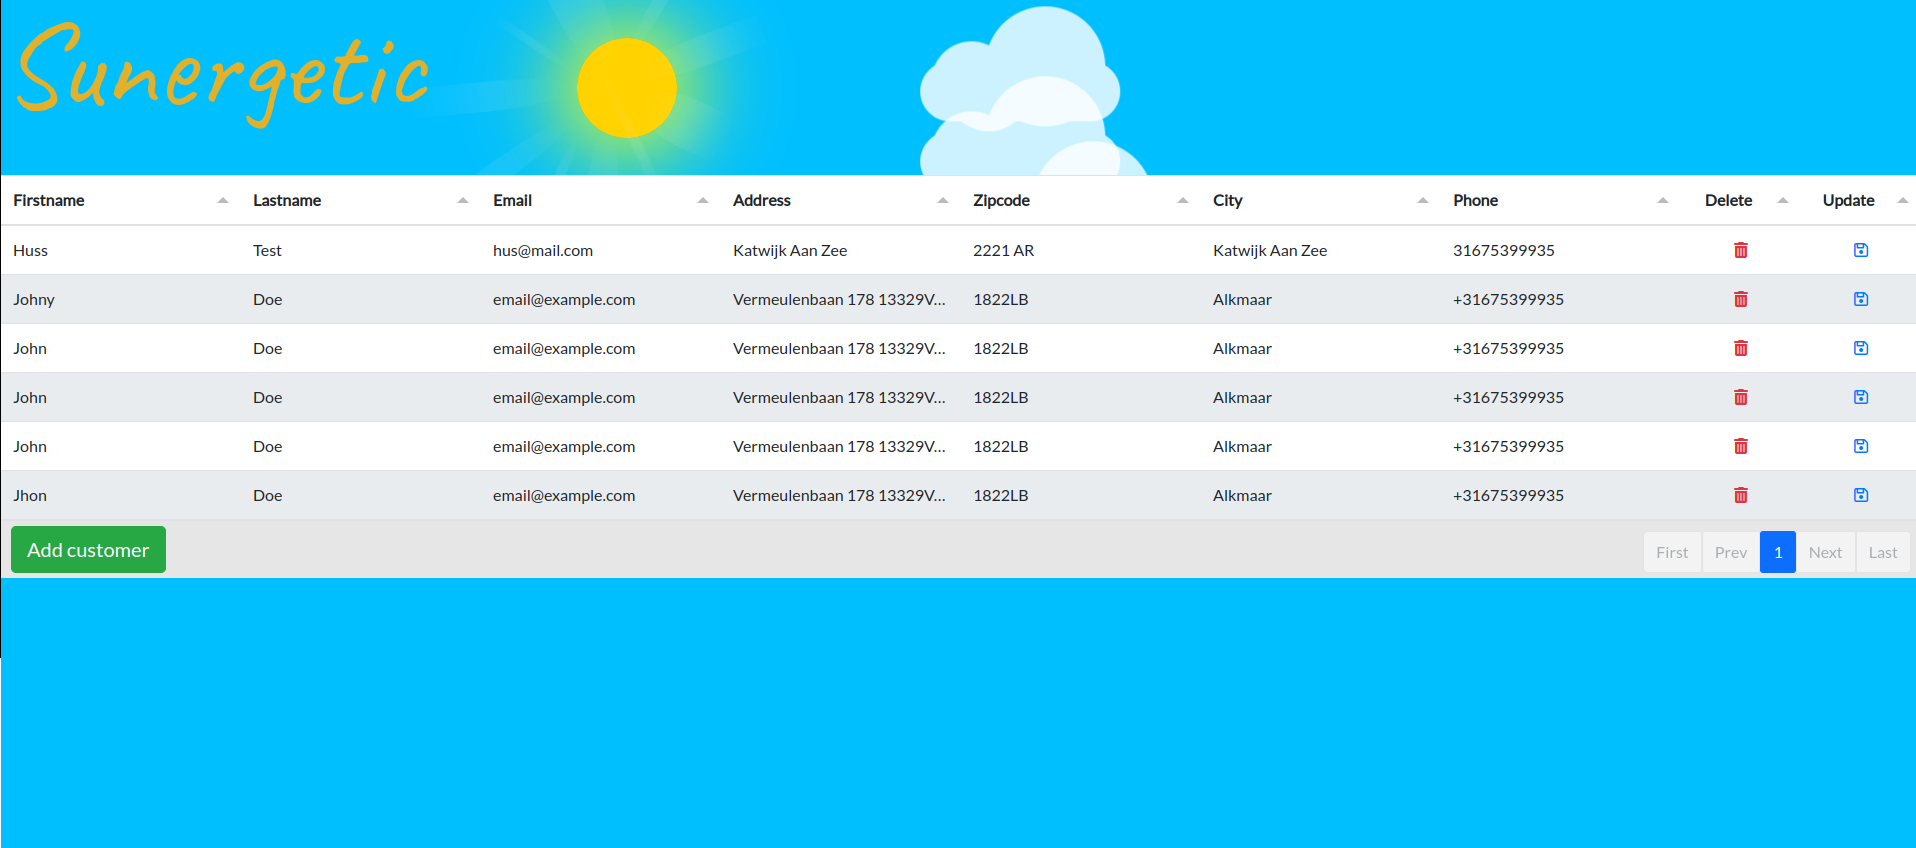 Sunergetic
Firstname Lastname Email Address Zipcode City Phone Delete Update
Huss Test hus@mail.com Katwijk Aan Zee 2221 AR Katwijk Aan Zee 31675399935
Johny Doe email@example.com Vermeulenbaan 178 13329V... 1822LB Alkmaar +31675399935
John Doe email@example.com Vermeulenbaan 178 13329V... 1822LB Alkmaar +31675399935
John Doe email@example.com Vermeulenbaan 178 13329V... 1822LB Alkmaar +31675399935
John Doe email@example.com Vermeulenbaan 178 13329V... 1822LB Alkmaar +31675399935
Jhon Doe email@example.com Vermeulenbaan 178 13329V... 1822LB Alkmaar +31675399935
Add customer First Prev 1 Next Last